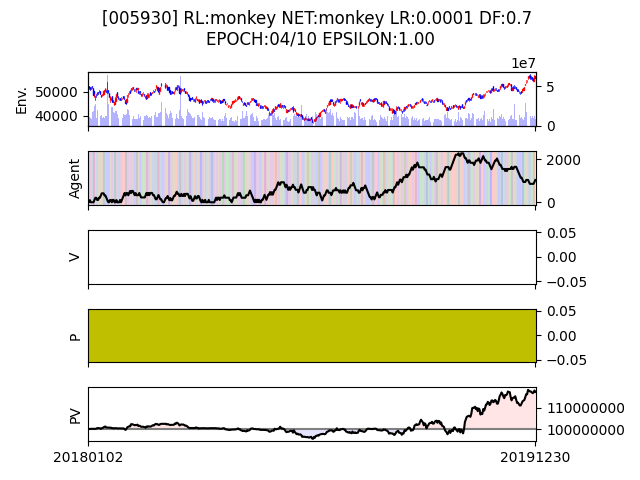 [005930] RL:monkey NET:monkey LR:0.0001 DF:0.7
EPOCH:04/10 EPSILON:1.00
1e7
Env.
50000
40000
5
0
Agent
2000
0
V
0.05
0.00
−0.05
P
0.05
0.00
−0.05
PV
110000000
100000000
20180102
20191230